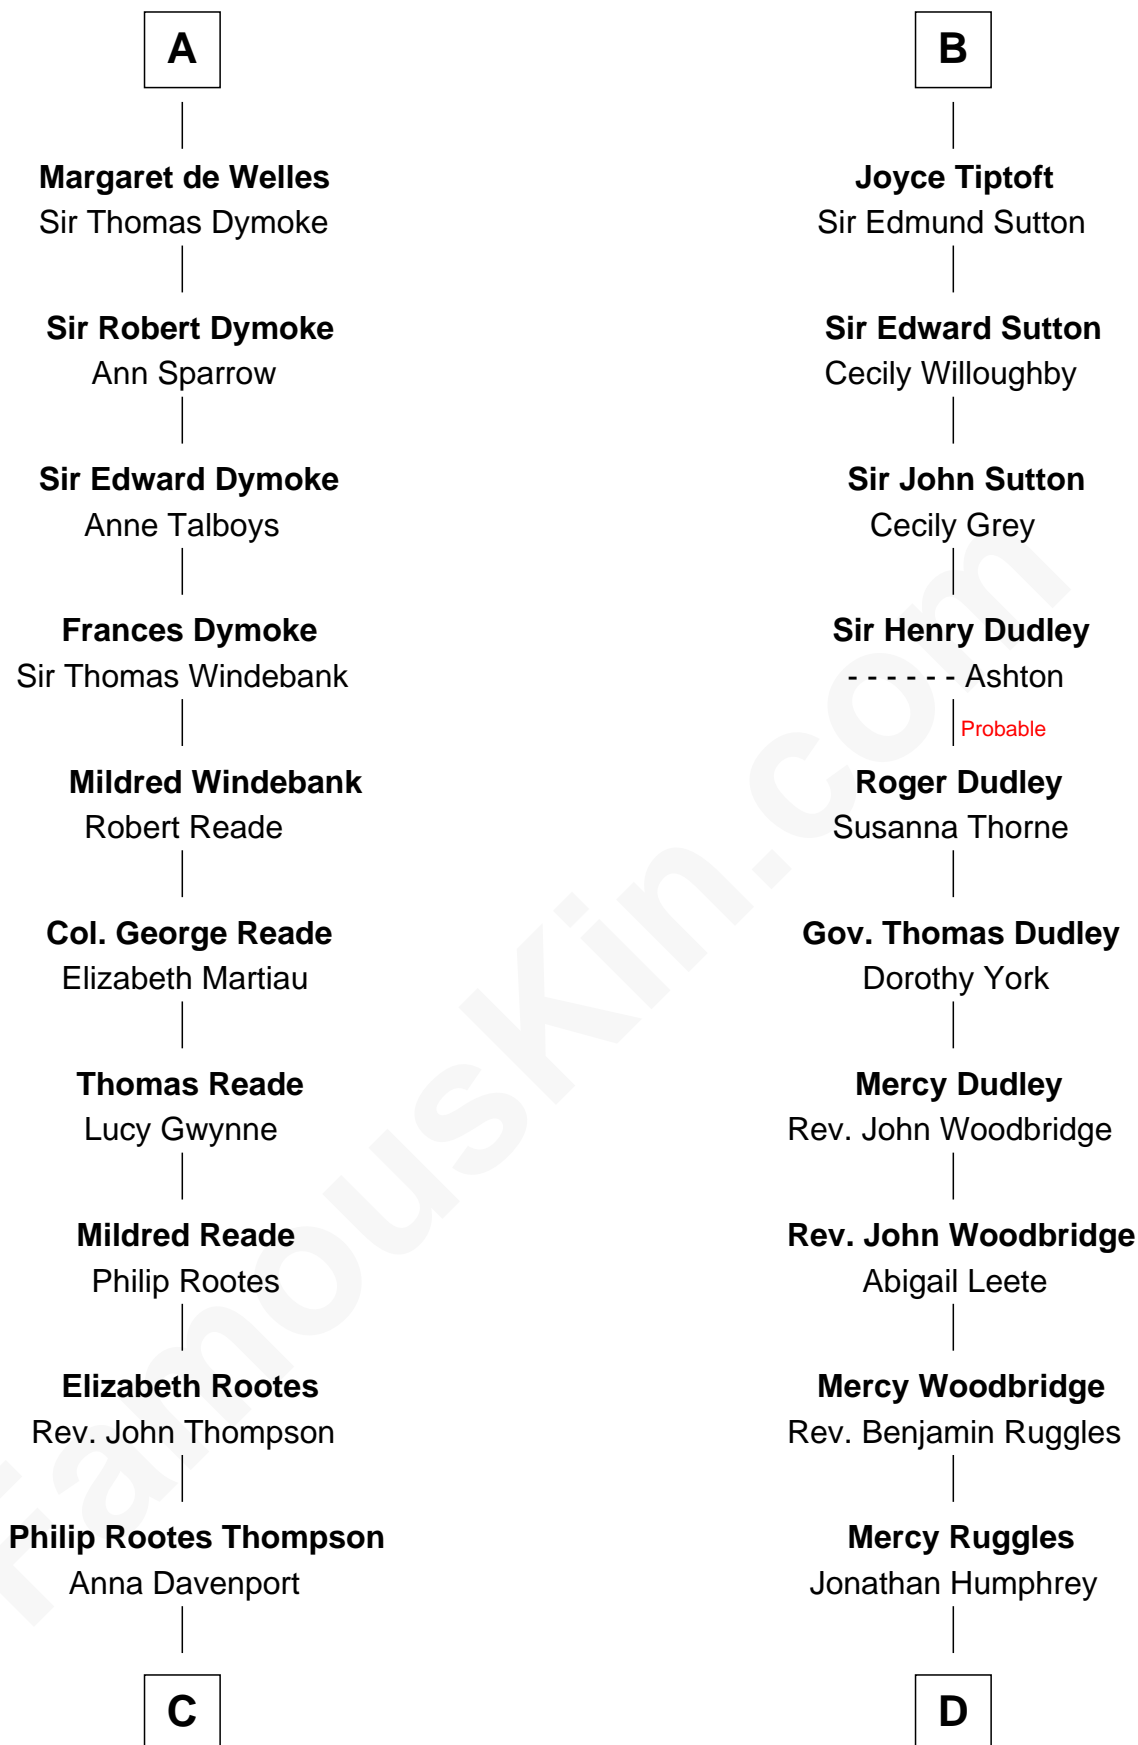 A
Margaret de Welles
Sir Thomas Dymoke
Sir Robert Dymoke
Ann Sparrow
Sir Edward Dymoke
Anne Talboys
Frances Dymoke
Sir Thomas Windebank
Mildred Windebank
Robert Reade
Col. George Reade
Elizabeth Martiau
Thomas Reade
Lucy Gwynne
Mildred Reade
Philip Rootes
Elizabeth Rootes
Rev. John Thompson
Philip Rootes Thompson
Anna Davenport
C
B
Joyce Tiptoft
Sir Edmund Sutton
Sir Edward Sutton
Cecily Willoughby
Sir John Sutton
Cecily Grey
Sir Henry Dudley
- - - - - - Ashton
Probable
Roger Dudley
Susanna Thorne
Gov. Thomas Dudley
Dorothy York
Mercy Dudley
Rev. John Woodbridge
Rev. John Woodbridge
Abigail Leete
Mercy Woodbridge
Rev. Benjamin Ruggles
Mercy Ruggles
Jonathan Humphrey
D
FamousKin.com